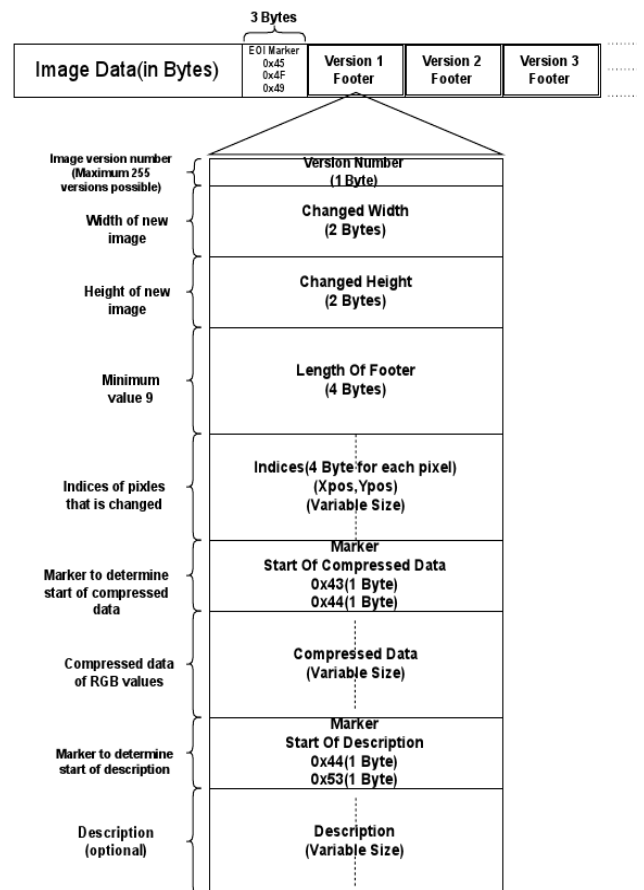 3 Bytes
Image Data(in Bytes)
EOI Marker
0x45
0x4F
0x49
Version 1
Footer
Version 2
Footer
Version 3
Footer
Image version number
(Maximum 255
versions possible)
Version Number
(1 Byte)
Width of new
image
Changed Width
(2 Bytes)
Height of new
image
Changed Height
(2 Bytes)
Minimum
value 9
Length Of Footer
(4 Bytes)
Indices of pixles
that is changed
Indices(4 Byte for each pixel)
(Xpos,Ypos)
(Variable Size)
Marker to determine
start of compressed
data
Marker
Start Of Compressed Data
0x43(1 Byte)
0x44(1 Byte)
Compressed data
of RGB values
Compressed Data
(Variable Size)
Marker to determine
start of description
Marker
Start Of Description
0x44(1 Byte)
0x53(1 Byte)
Description
(optional)
Description
(Variable Size)